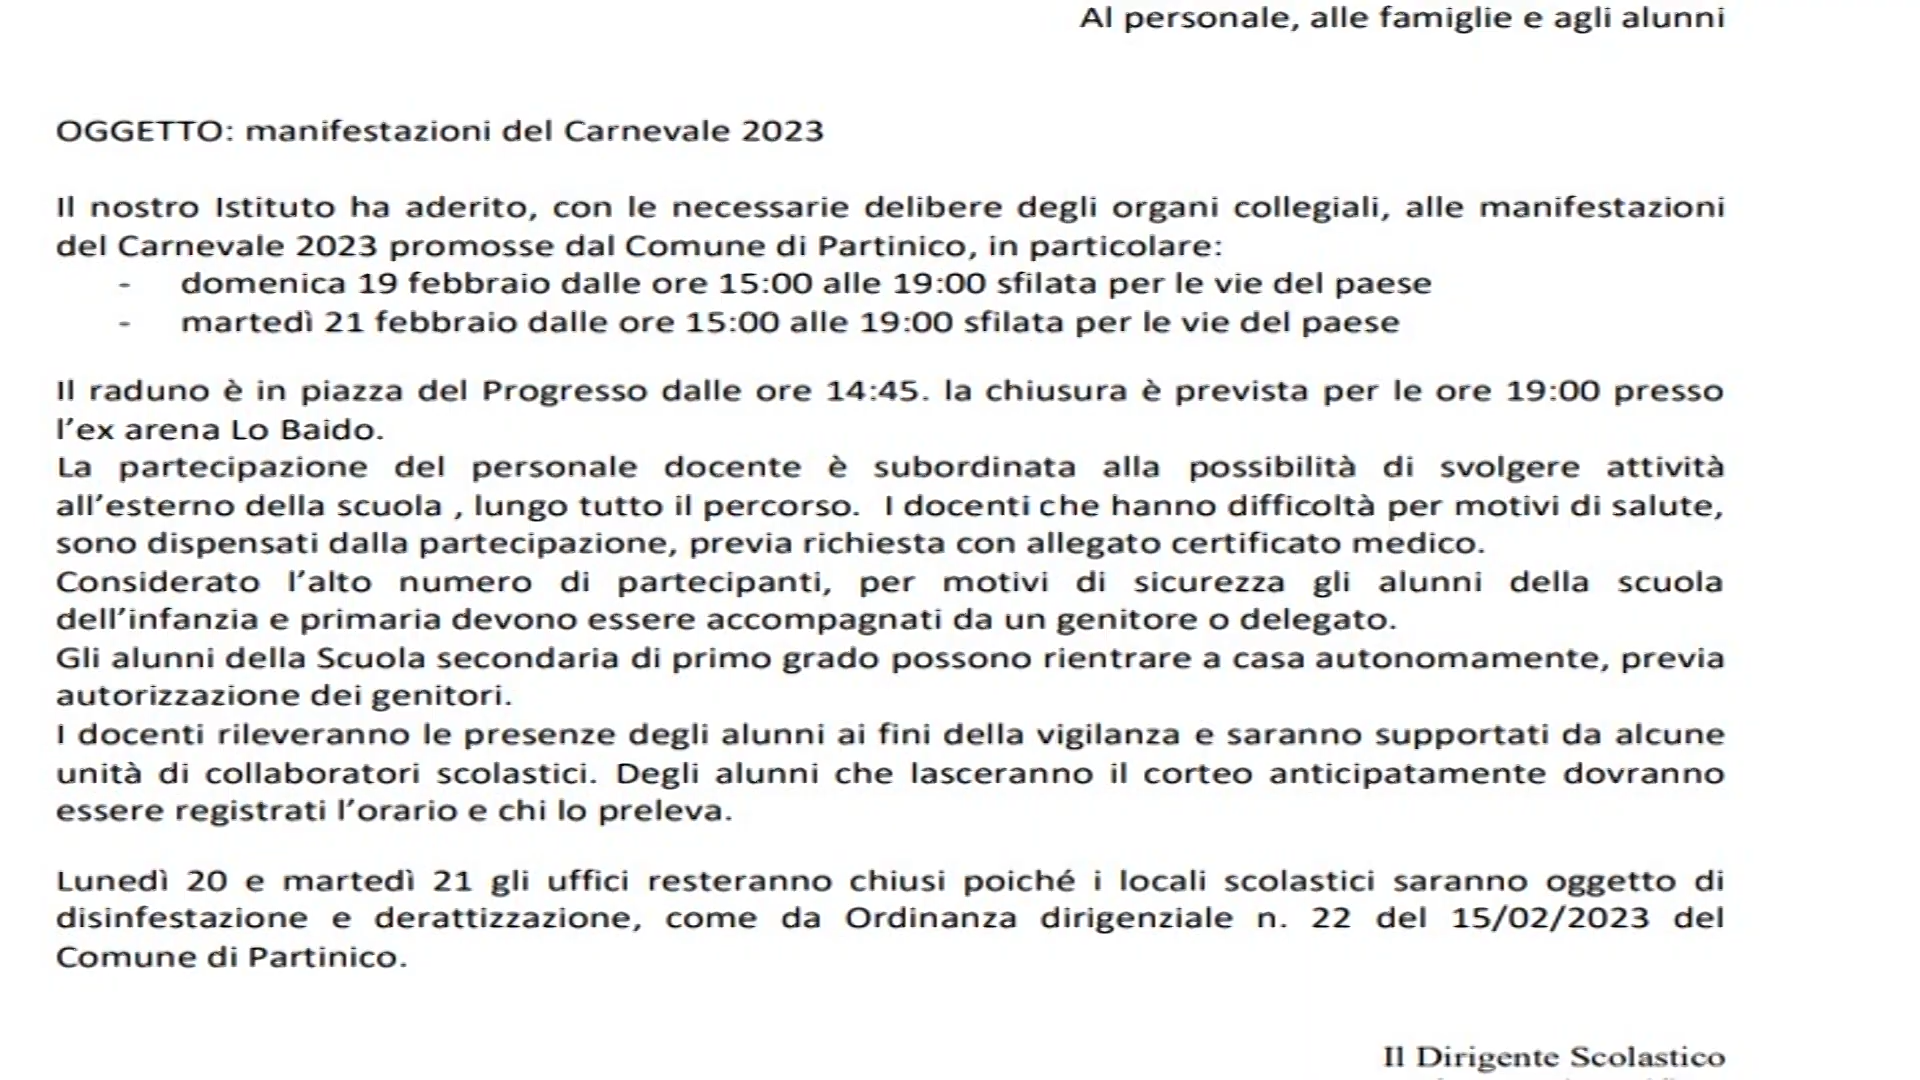 Al personale, alle famiglie e agli alunni
OGGETTO: manifestazioni del Carnevale 2023
Il nostro Istituto ha aderito, con le necessarie delibere degli organi collegiali, alle manifestazioni
del Carnevale 2023 promosse dal Comune di Partinico, in particolare:
- domenica 19 febbraio dalle ore 15:00 alle 19:00 sfilata per le vie del paese
- martedì 21 febbraio dalle ore 15:00 alle 19:00 sfilata per le vie del paese
Il raduno è in piazza del Progresso dalle ore 14:45. la chiusura è prevista per le ore 19:00 presso
l’ex arena Lo Baido.
La partecipazione del personale docente è subordinata alla possibilità di svolgere attività
all’esterno della scuola , lungo tutto il percorso. I docenti che hanno difficoltà per motivi di salute,
sono dispensati dalla partecipazione, previa richiesta con allegato certificato medico.
Considerato l’alto numero di partecipanti, per motivi di sicurezza gli alunni della scuola
dell’infanzia e primaria devono essere accompagnati da un genitore o delegato.
Gli alunni della Scuola secondaria di primo grado possono rientrare a casa autonomamente, previa
autorizzazione dei genitori.
I docenti rileveranno le presenze degli alunni ai fini della vigilanza e saranno supportati da alcune
unità di collaboratori scolastici. Degli alunni che lasceranno il corteo anticipatamente dovranno
essere registrati l’orario e chi lo preleva.
Lunedì 20 e martedì 21 gli uffici resteranno chiusi poiché i locali scolastici saranno oggetto di
disinfestazione e derattizzazione, come da Ordinanza dirigenziale n. 22 del 15/02/2023 del
Comune di Partinico.
Il Dirigente Scolastico